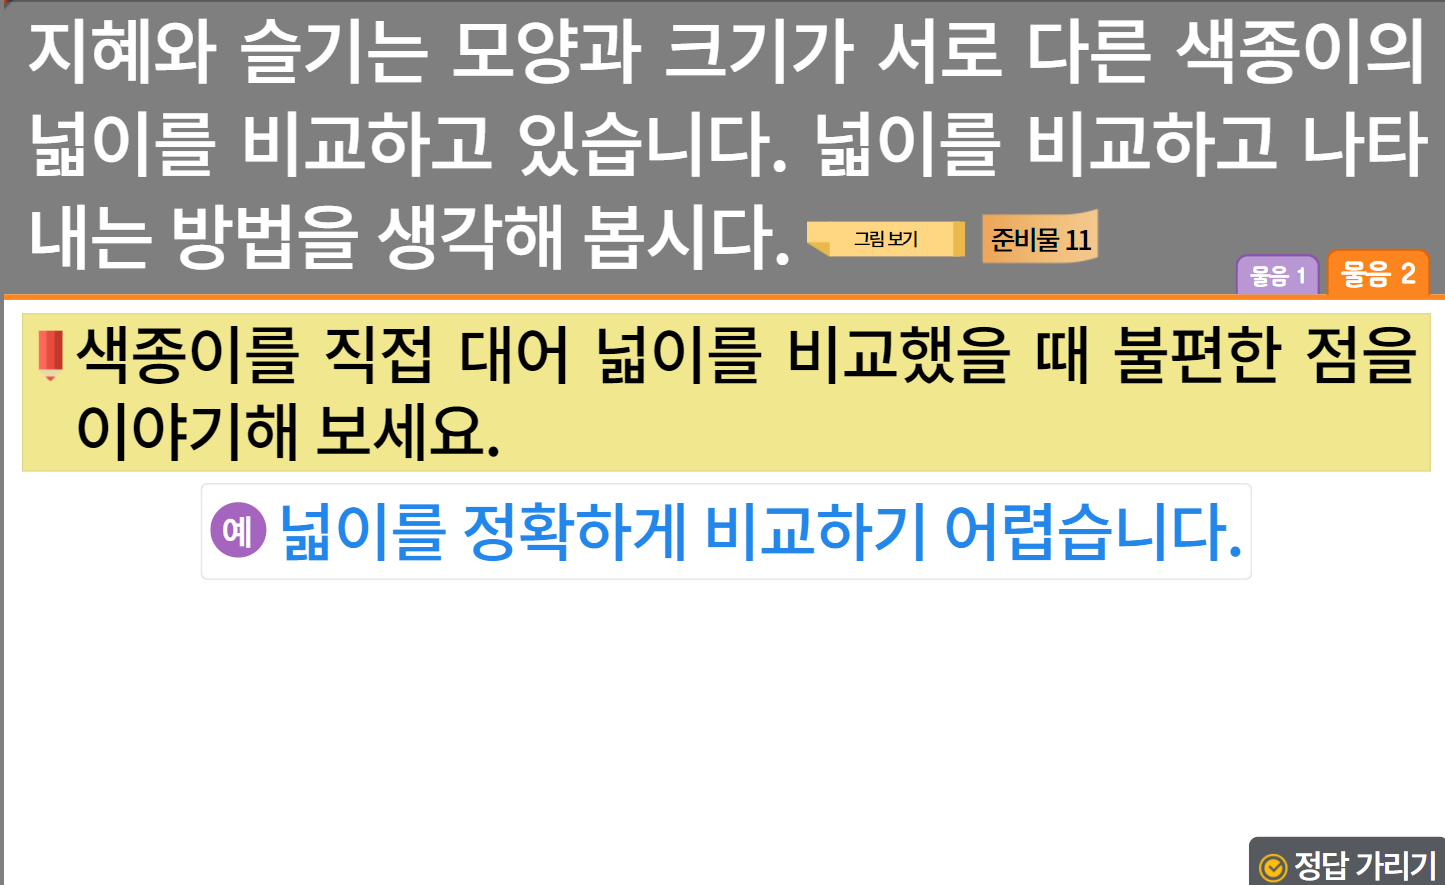 지혜와 슬기는 모양과 크기가 서로 다른 색종이의
넓이를 비교하고 있습니다. 넓이를 비교하고 나타
내는 방법을 생각해 봅시다. 그림 보기 준비물 11
물음 1 물음 2
색종이를 직접 대어 넓이를 비교했을 때 불편한 점을
이야기해 보세요.
예 넓이를 정확하게 비교하기 어렵습니다.
정답 가리기